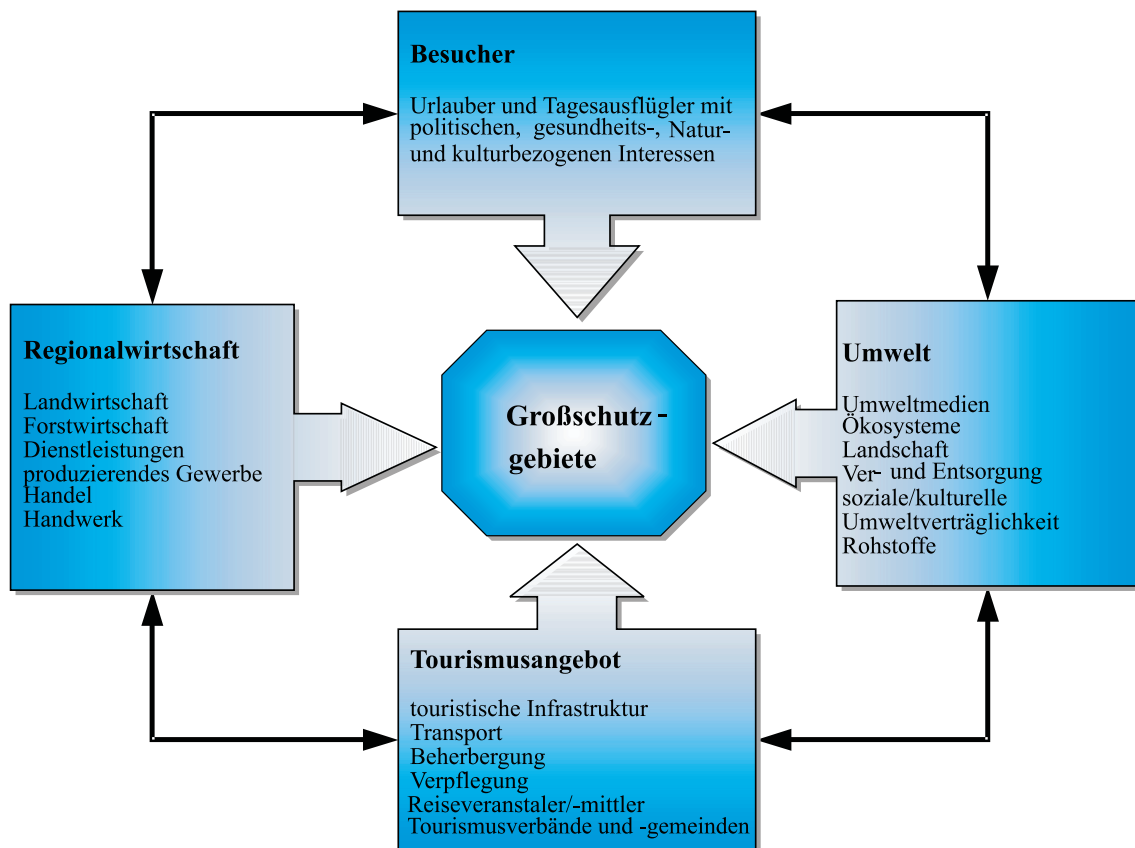 Besucher
Urlauber und Tagesausflügler mit
politischen, gesundheits-, Natur-
und kulturbezogenen Interessen
Regionalwirtschaft
Landwirtschaft
Forstwirtschaft
Dienstleistungen
produzierendes Gewerbe
Handel
Handwerk
Großschutz-
gebiete
Umwelt
Umweltmedien
Ökosysteme
Landschaft
Ver- und Entsorgung
soziale/kulturelle
Umweltverträglichkeit
Rohstoffe
Tourismusangebot
touristische Infrastruktur
Transport
Beherbergung
Verpflegung
Reiseveranstaler/-mittler
Tourismusverbände und -gemeinden